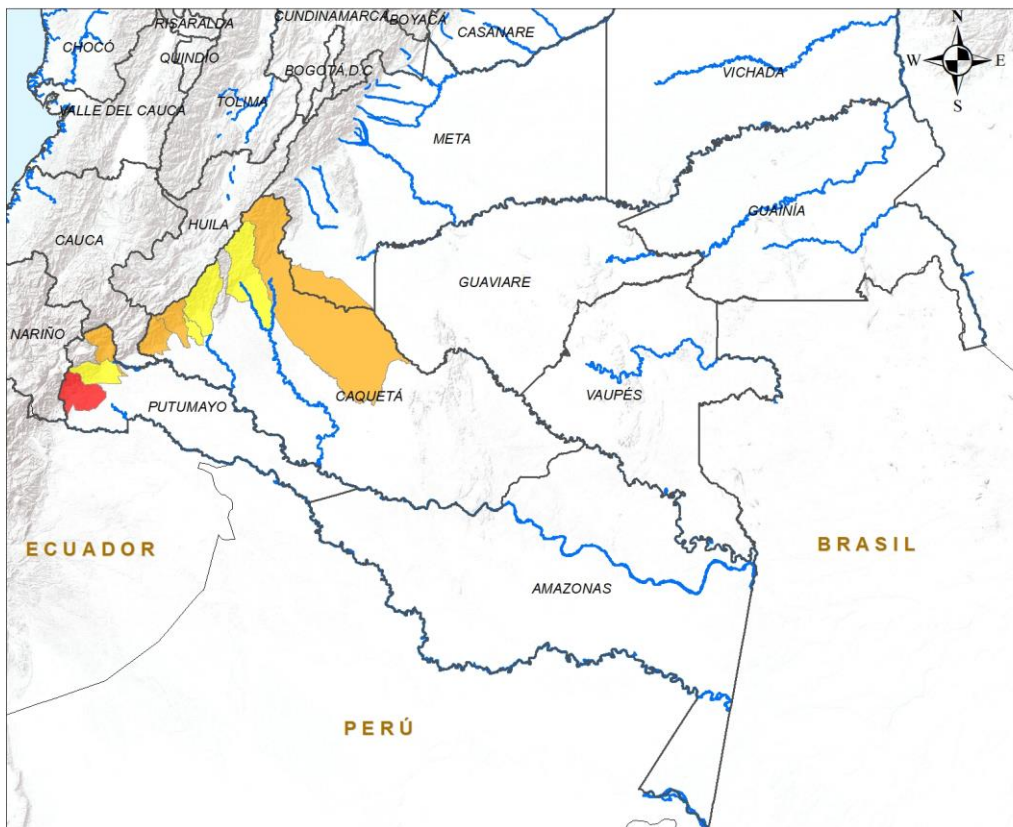 CUNDINAMARCA
BOYACÁ
RISARALDA
CASANARE
CHOCÓ
QUINDÍO
BOGOTÁ, D.C
VICHADA
N
W
E
S
VALLE DEL CAUCA
TOLIMA
META
GUAINÍA
HUILA
CAUCA
GUAVIARE
NARIÑO
CAQUETÁ
VAUPÉS
PUTUMAYO
ECUADOR
BRASIL
AMAZONAS
PERÚ